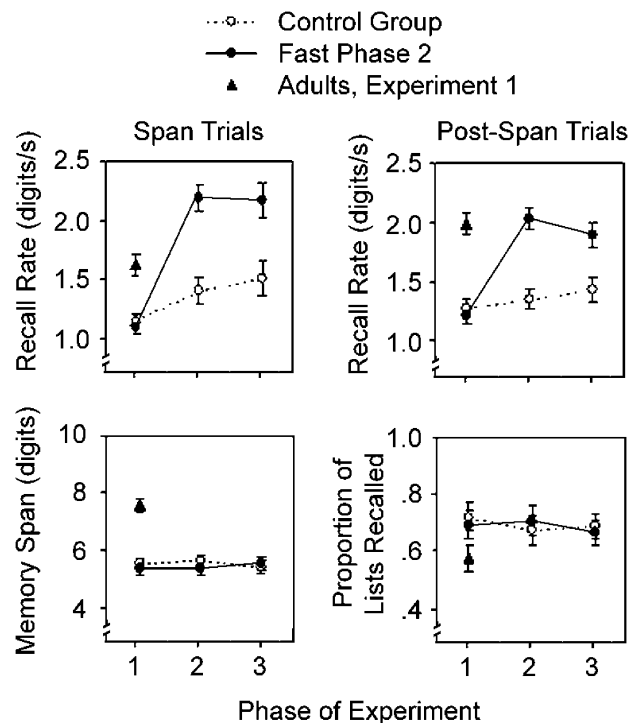 Control Group
Fast Phase 2
Adults, Experiment 1
Span Trials
Post-Span Trials
Recall Rate (digits/s)
2.5
2.0
1.5
1.0
Recall Rate (digits/s)
2.5
2.0
1.5
1.0
Memory Span (digits)
10
8
6
4
1 2 3
Proportion of
Lists Recalled
1.0
.8
.6
.4
1 2 3
Phase of Experiment